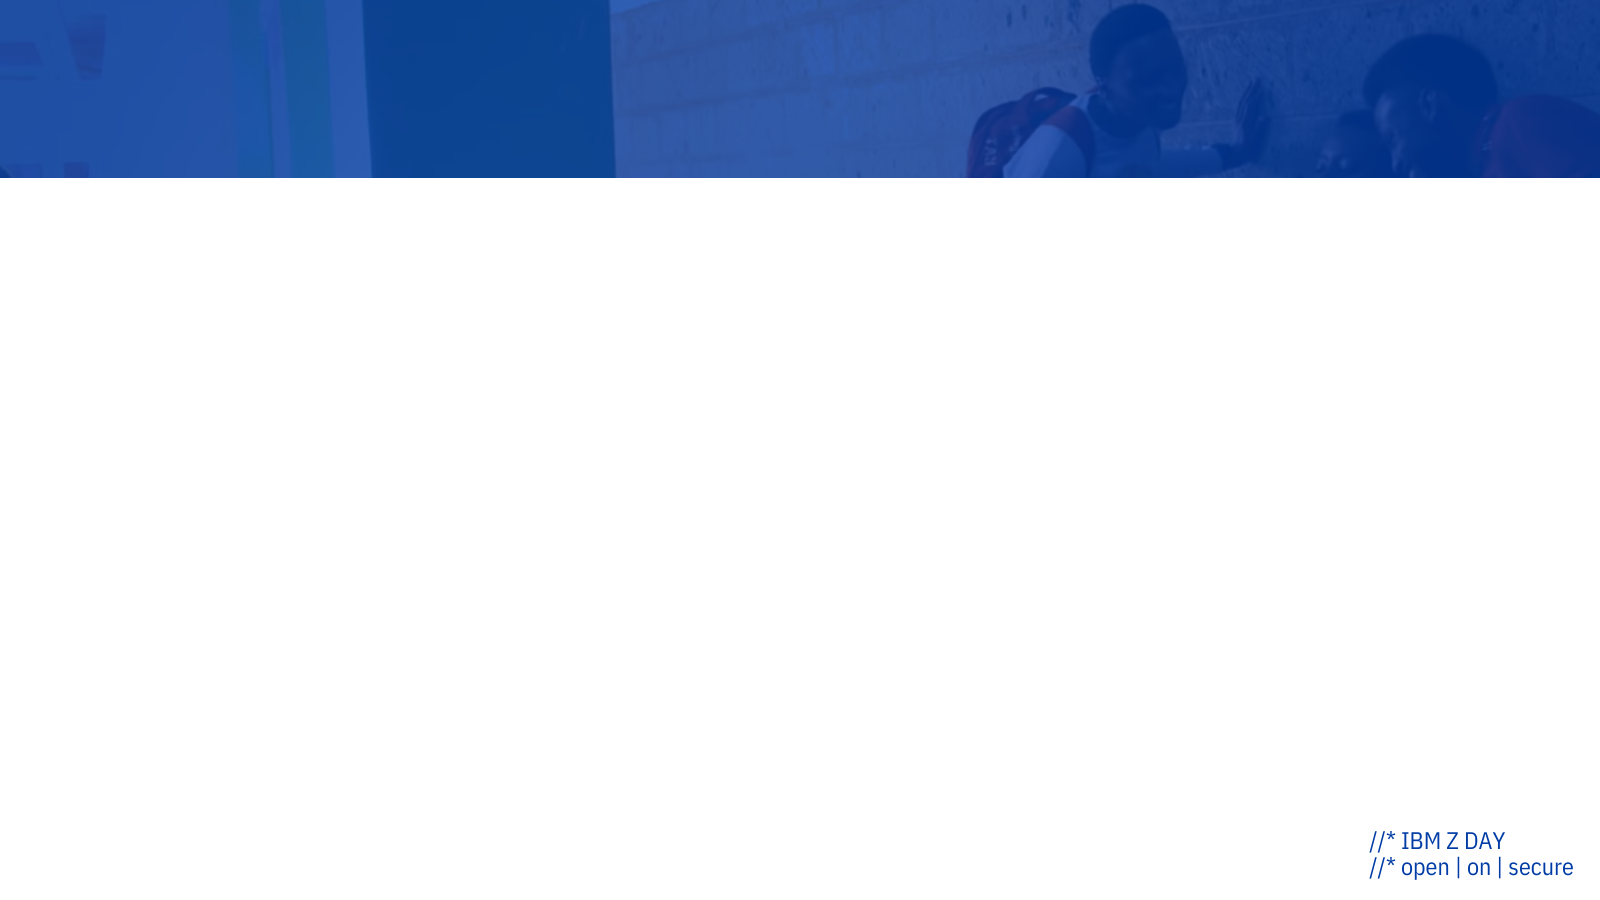 //* IBM Z DAY
//* open | on | secure